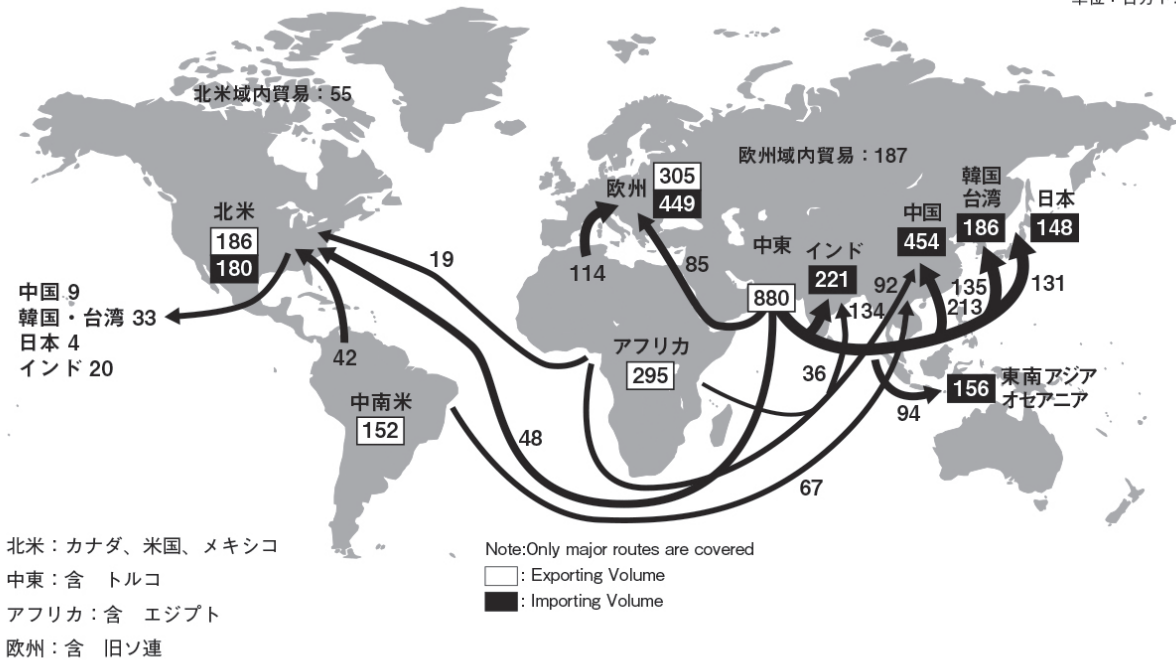 北米域内貿易：55
欧州域内貿易：187
欧州
305
449
韓国
台湾
186
日本
148
中国
454
北米
186
180
中東
インド
221
880
19
114
85
92
134
135
213
131
中国 9
韓国・台湾 33
日本 4
インド 20
42
アフリカ
295
36
156
東南アジア
オセアニア
94
中南米
152
48
67
北米：カナダ、米国、メキシコ
中東：含　トルコ
アフリカ：含　エジプト
欧州：含　旧ソ連
Note:Only major routes are covered
: Exporting Volume
: Importing Volume